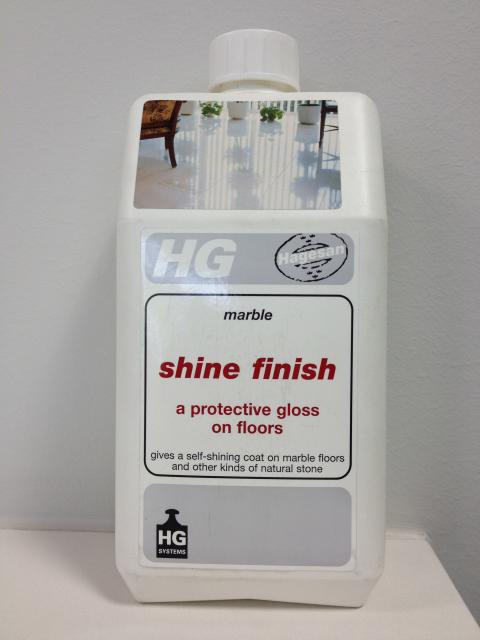 HG
Hagesan
marble
shine finish
a protective gloss
on floors
gives a self-shining coat on marble floors
and other kinds of natural stone
HG
SYSTEMS